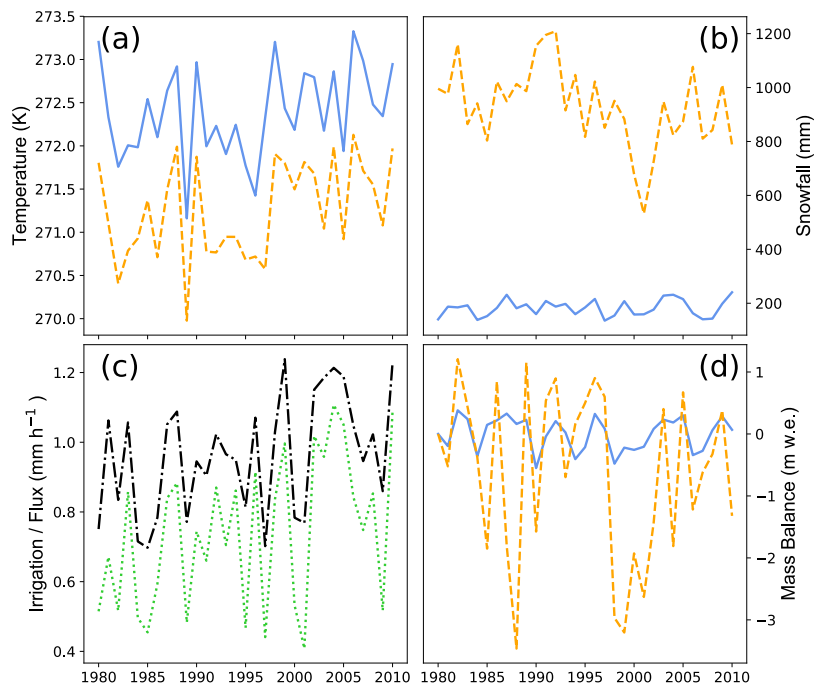 (a)
273.5
273.0
272.5
272.0
271.5
271.0
270.5
270.0
Temperature (K)
(b)
1200
1000
800
600
400
200
Snowfall (mm)
(c)
1.2
1.0
0.8
0.6
0.4
Irrigation / Flux (mm h⁻¹ )
1980 1985 1990 1995 2000 2005 2010
(d)
1
0
−1
−2
−3
Mass Balance (m w.e.)
1980 1985 1990 1995 2000 2005 2010